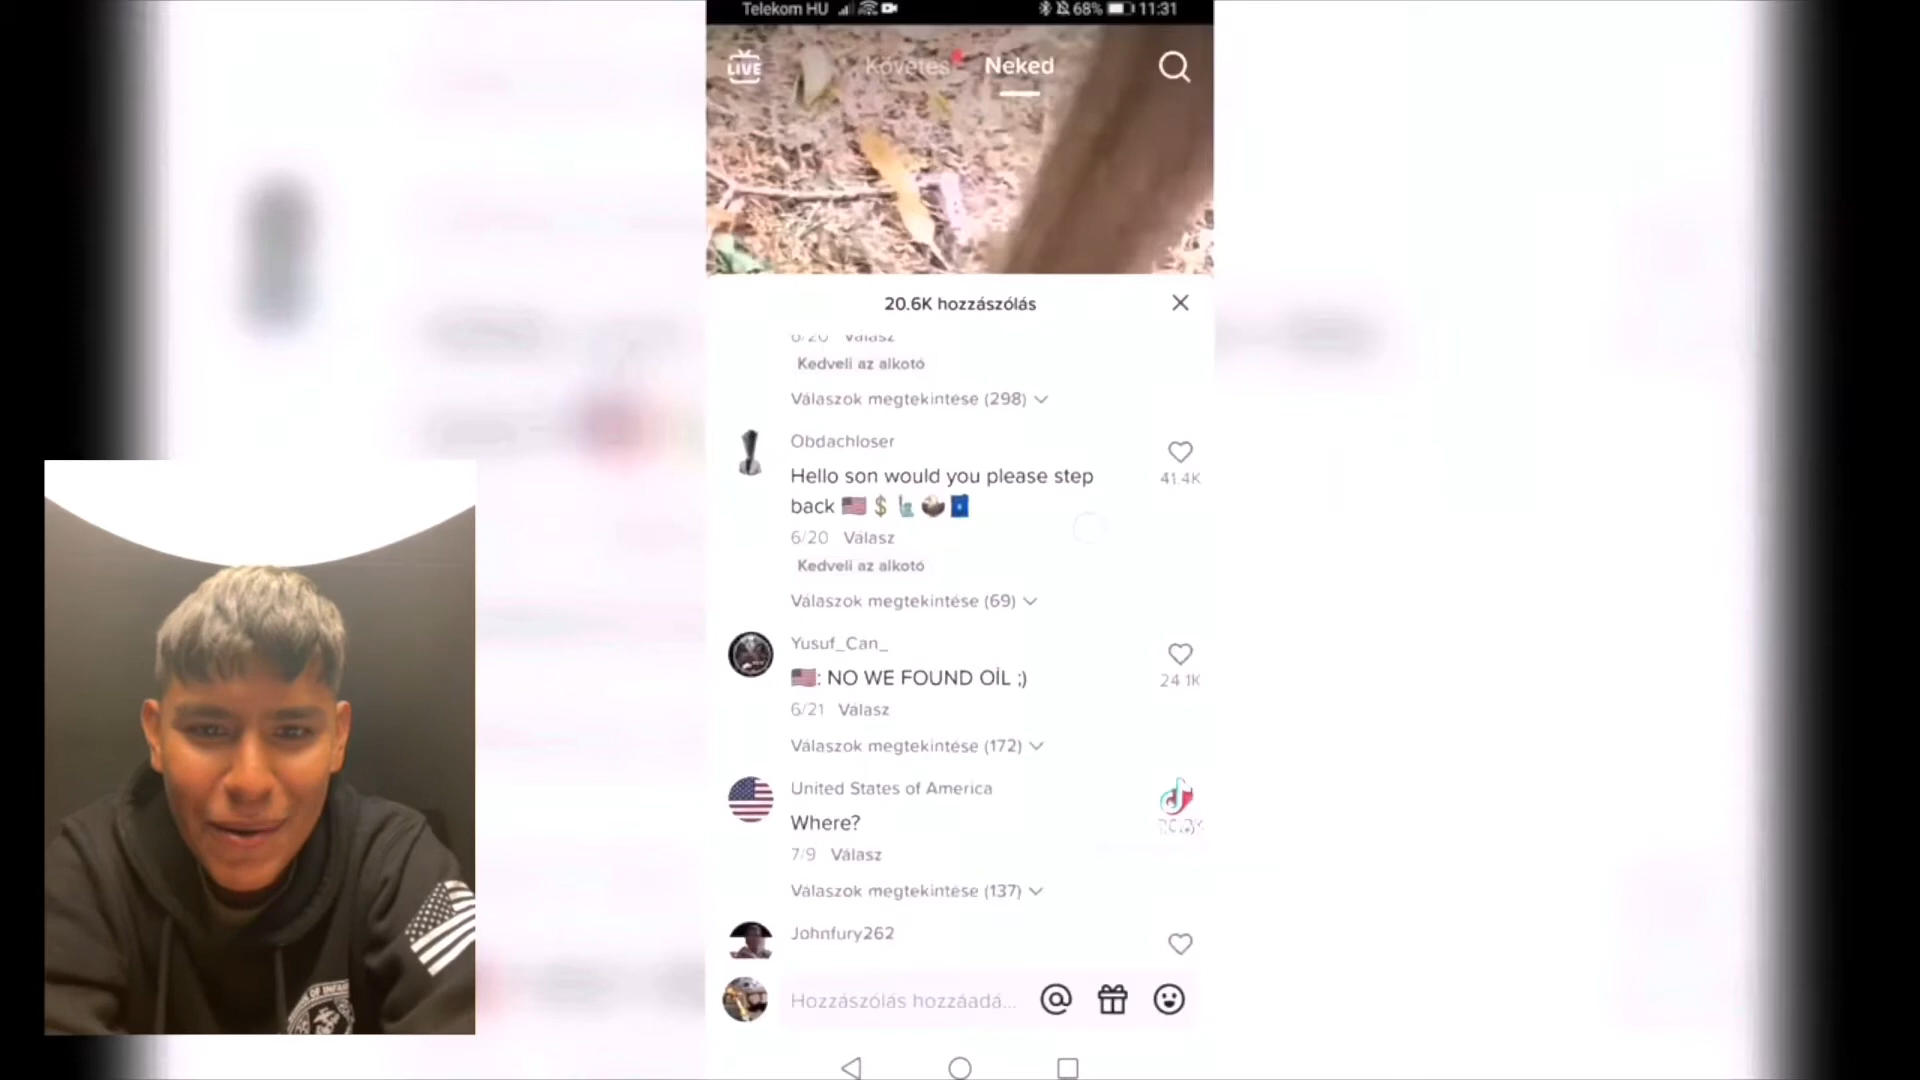 Telekom HU
68% 11:31
LIVE
Követés Neked
20.6K hozzászólás
6/20 Válasz
Kedveli az alkotó
Válaszok megtekintése (298)
Obdachloser
Hello son would you please step
back 🇺🇸 💲 🗽
41.4K
6/20 Válasz
Kedveli az alkotó
Válaszok megtekintése (69)
Yusuf_Can_
🇺🇸: NO WE FOUND OİL ;)
24.1K
6/21 Válasz
Válaszok megtekintése (172)
United States of America
Where?
7/9 Válasz
Válaszok megtekintése (137)
Johnfury262
Hozzászólás hozzáadá...